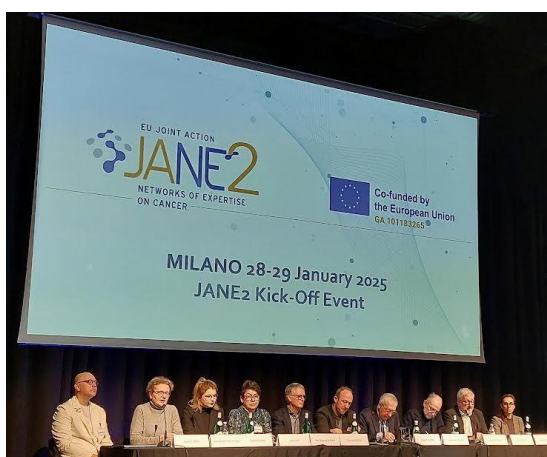 EU JOINT ACTION
JANE2
NETWORKS OF EXPERTISE
ON CANCER
Co-funded by
the European Union
GA.101183265
MILANO 28-29 January 2025
JANE2 Kick-Off Event